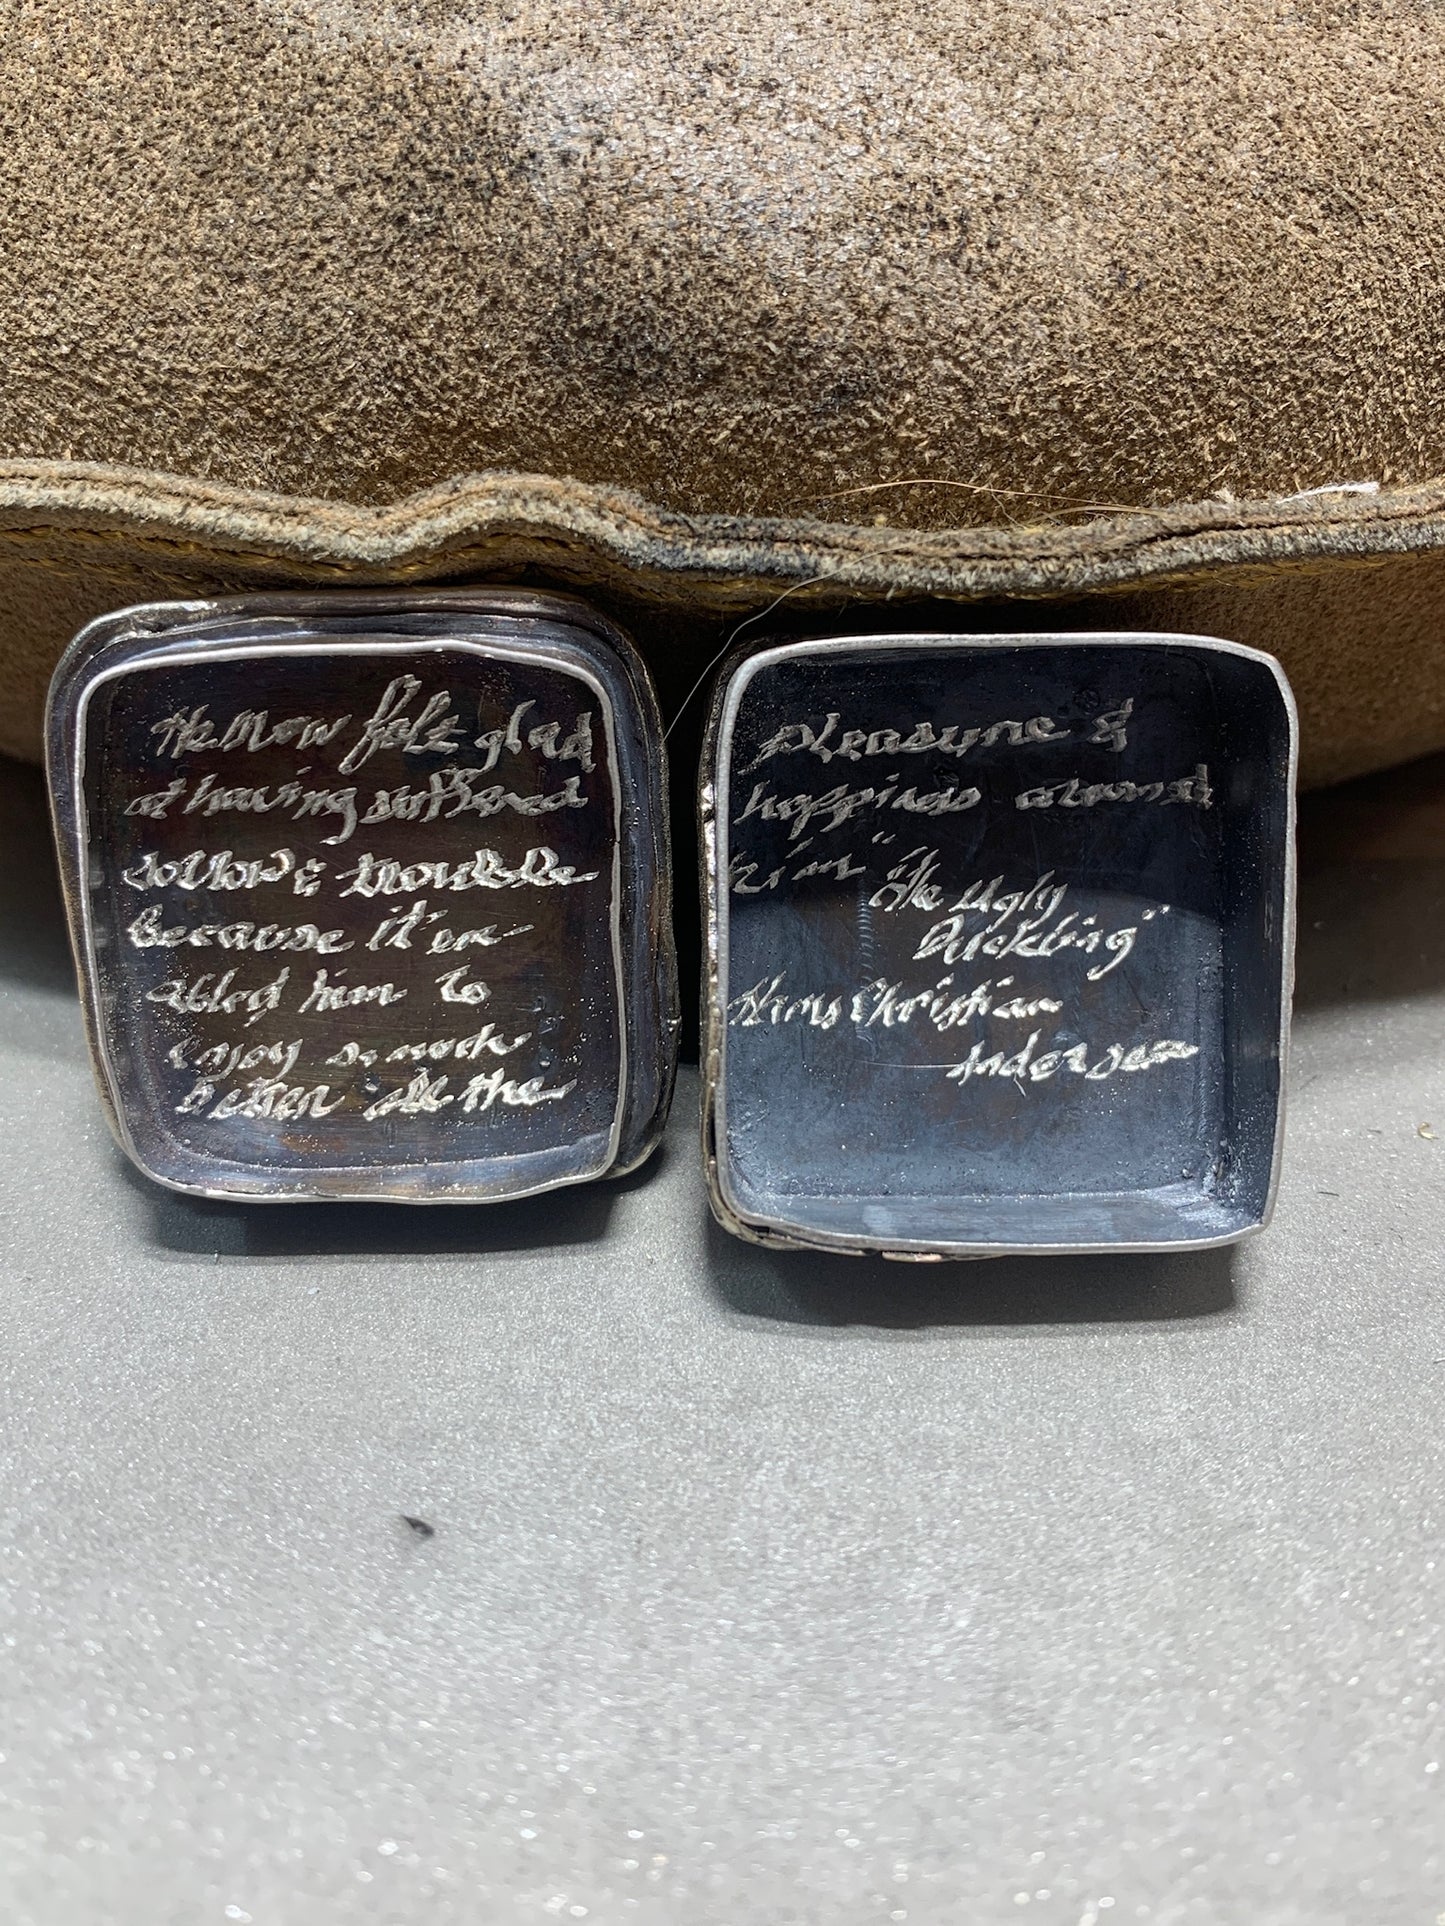 He now felt glad
at having suffered
sorrow & trouble
because it en-
abled him to
enjoy so much
better all the
pleasure &
happiness around
him"
"The Ugly
Duckling"
Hans Christian
Andersen